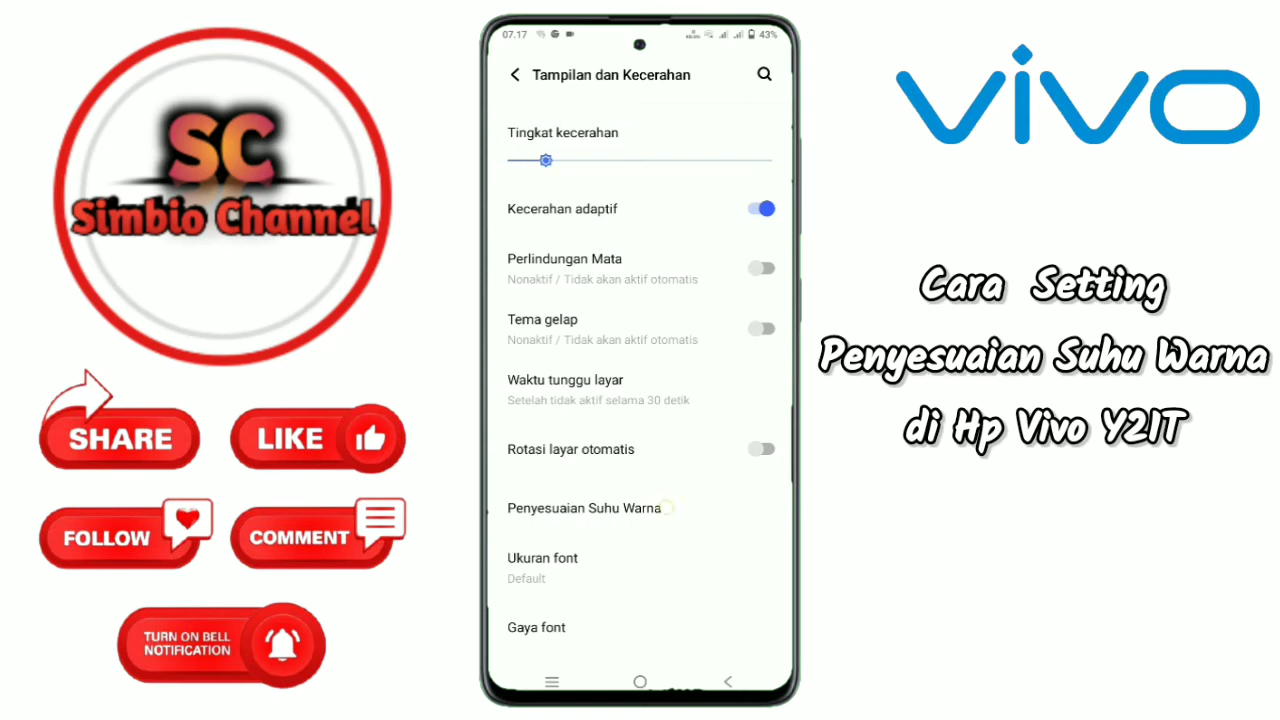 SC
Simbio Channel
SHARE
LIKE
FOLLOW
COMMENT
TURN ON BELL
NOTIFICATION
07.17
43%
Tampilan dan Kecerahan
Tingkat kecerahan
Kecerahan adaptif
Perlindungan Mata
Nonaktif / Tidak akan aktif otomatis
Tema gelap
Nonaktif / Tidak akan aktif otomatis
Waktu tunggu layar
Setelah tidak aktif selama 30 detik
Rotasi layar otomatis
Penyesuaian Suhu Warna
Ukuran font
Default
Gaya font
vivo
Cara Setting
Penyesuaian Suhu Warna
di Hp Vivo Y21T